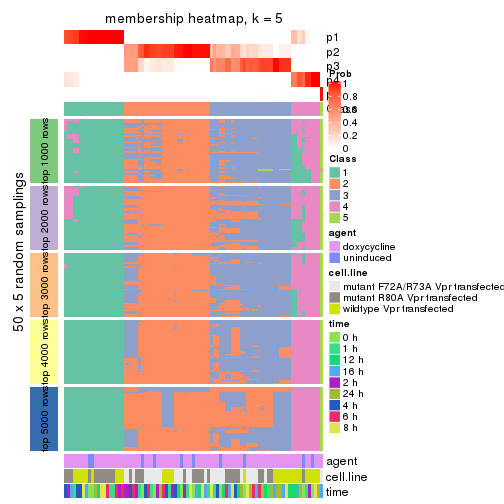 membership heatmap, k = 5
p1
p2
p3
p4
Prob
1
0.8
0.6
0.4
0.2
0
Class
1
2
3
4
5
agent
doxycycline
uninduced
cell.line
mutant F72A/R73A Vpr transfected
mutant R80A Vpr transfected
wildtype Vpr transfected
time
0 h
1 h
12 h
16 h
2 h
24 h
4 h
6 h
8 h
50 x 5 random samplings
top 1000 rows
top 2000 rows
top 3000 rows
top 4000 rows
top 5000 rows
agent
cell.line
time